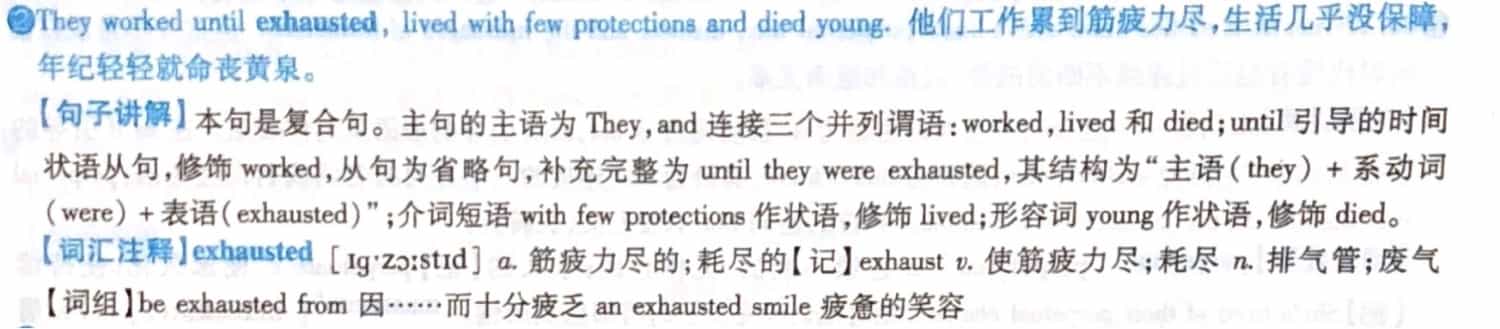 ②They worked until exhausted, lived with few protections and died young. 他们工作累到筋疲力尽,生活几乎没保障,
年纪轻轻就命丧黄泉。
【句子讲解】本句是复合句。主句的主语为 They,and 连接三个并列谓语:worked,lived 和 died;until 引导的时间
状语从句,修饰 worked,从句为省略句,补充完整为 until they were exhausted,其结构为“主语(they)+系动词
(were)+表语(exhausted)”;介词短语 with few protections 作状语,修饰 lived;形容词 young 作状语,修饰 died。
【词汇注释】exhausted [ɪgˈzɔːstɪd] a. 筋疲力尽的;耗尽的【记】exhaust v. 使筋疲力尽;耗尽 n. 排气管;废气
【词组】be exhausted from 因……而十分疲乏 an exhausted smile 疲惫的笑容